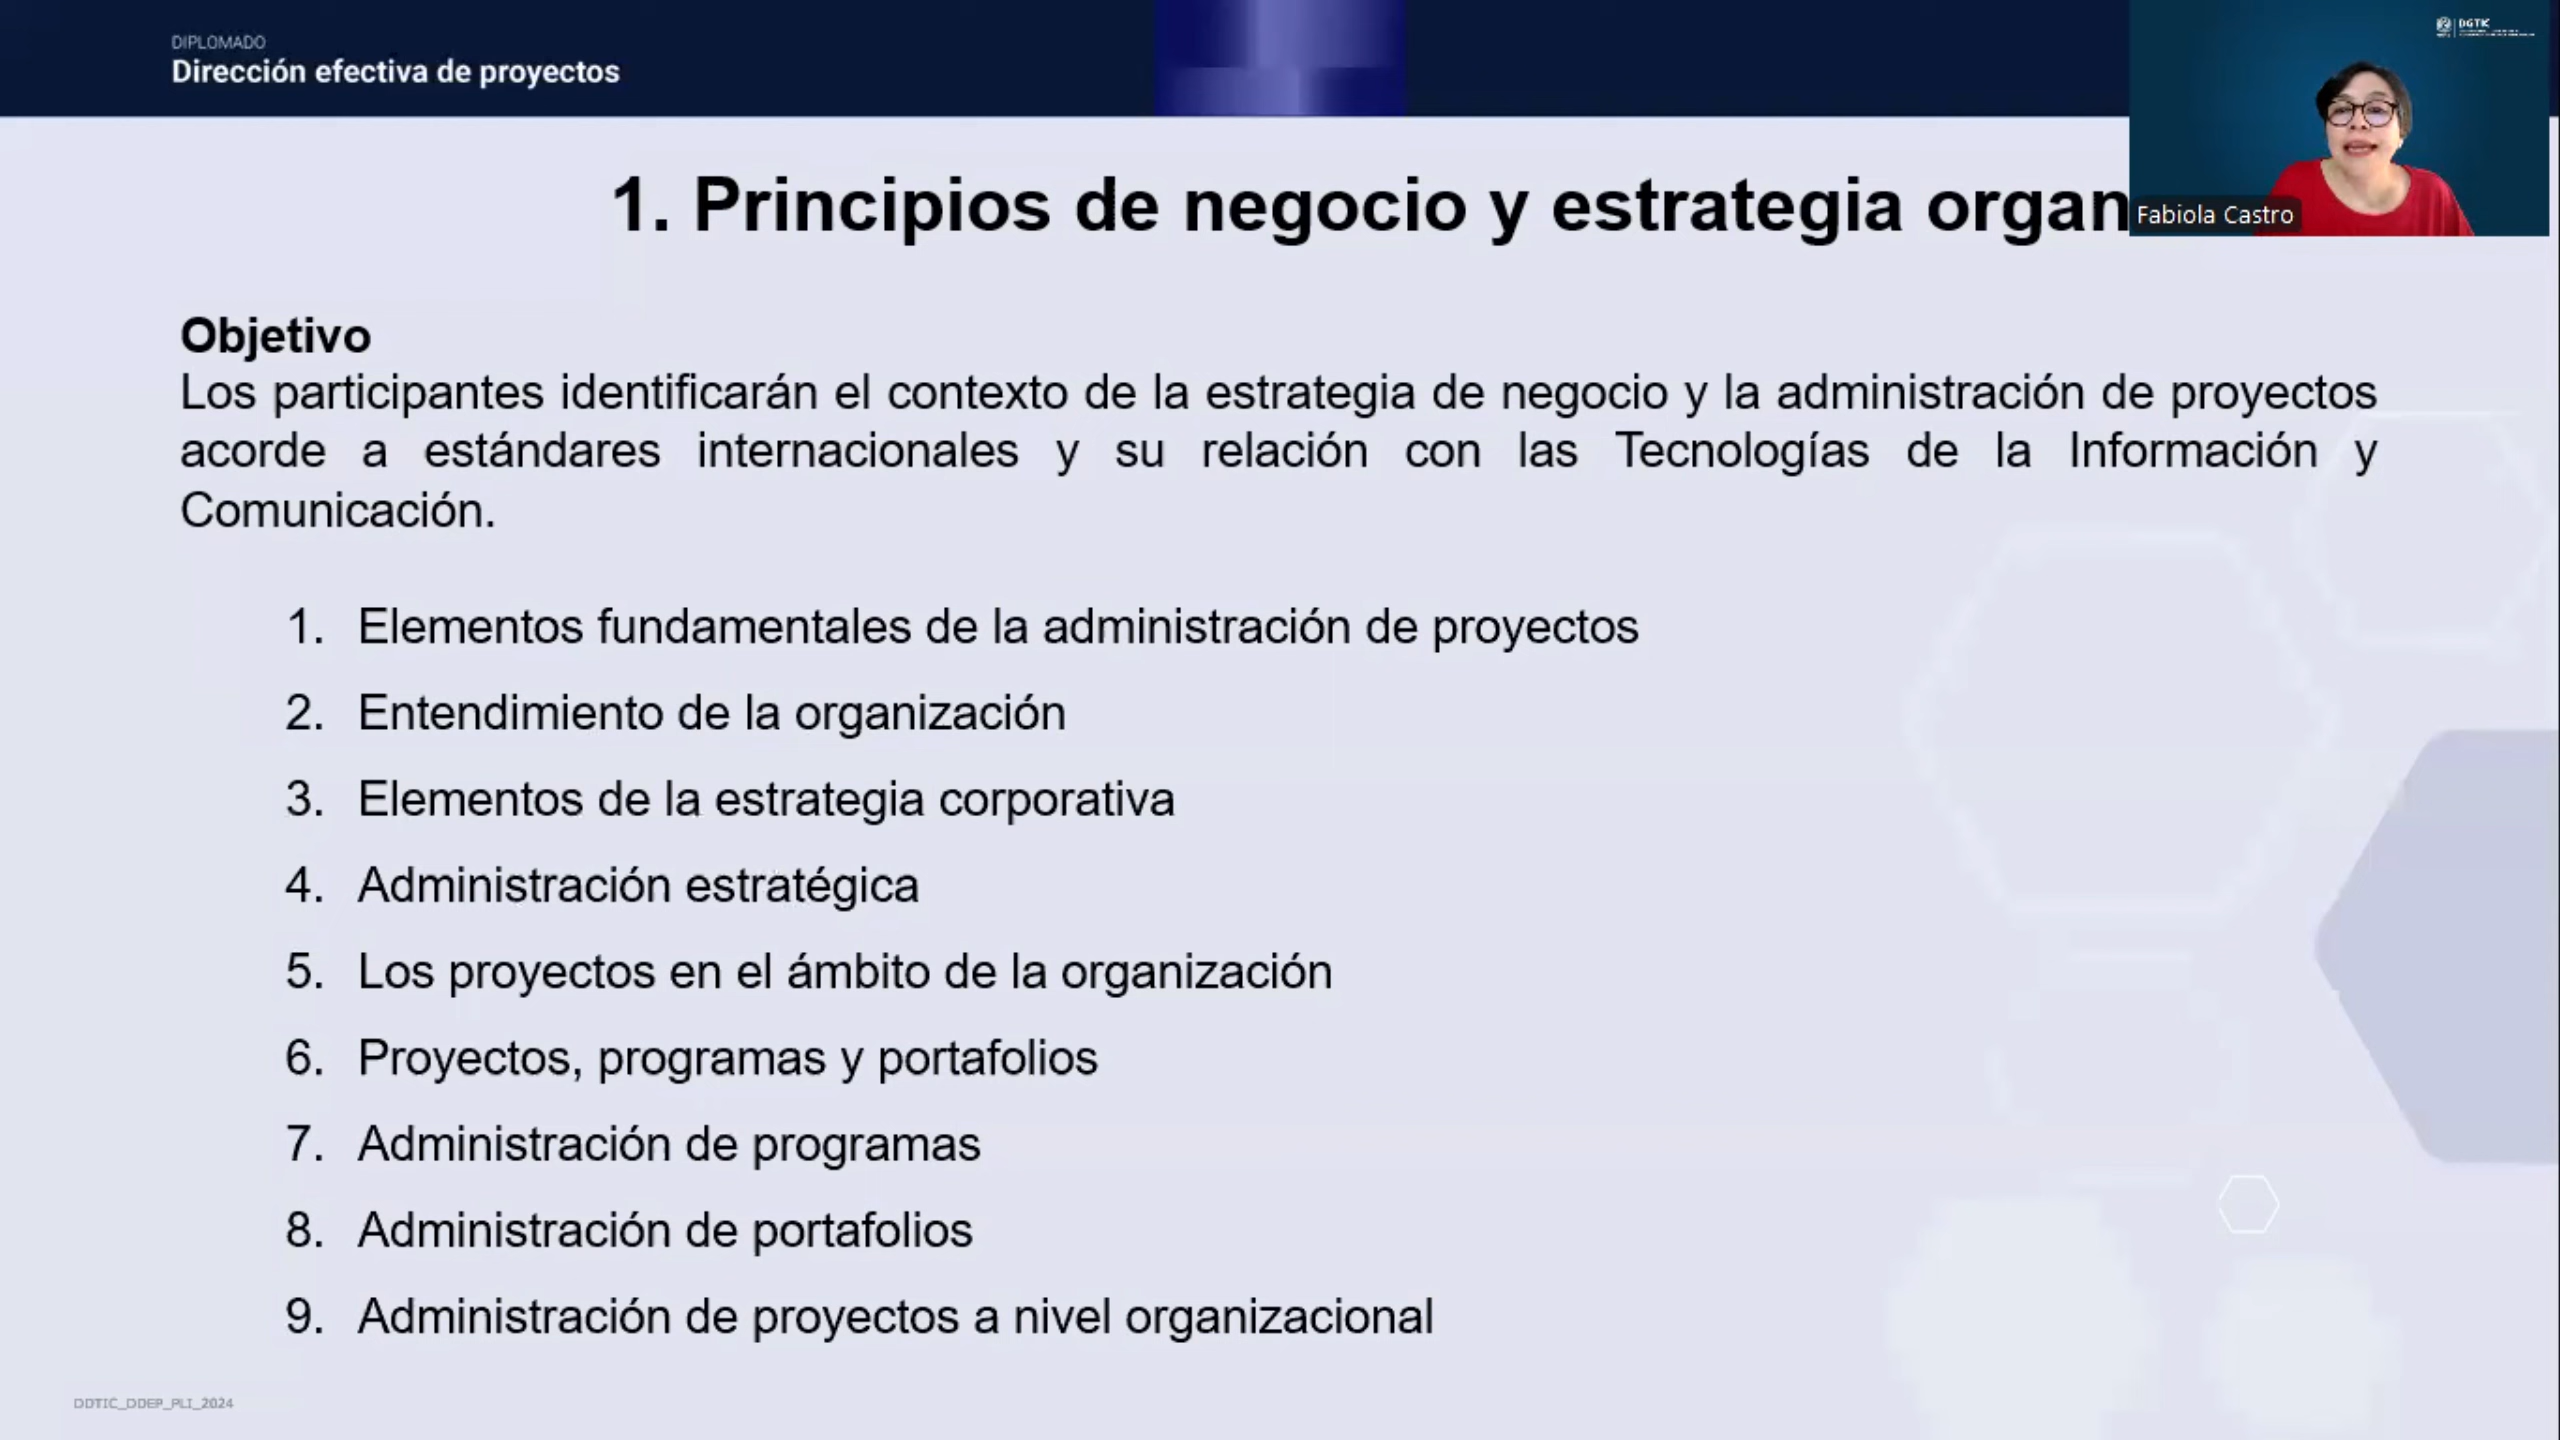 DIPLOMADO
Dirección efectiva de proyectos
DGTIC
1. Principios de negocio y estrategia organ
Fabiola Castro
Objetivo
Los participantes identificarán el contexto de la estrategia de negocio y la administración de proyectos
acorde a estándares internacionales y su relación con las Tecnologías de la Información y
Comunicación.
1. Elementos fundamentales de la administración de proyectos
2. Entendimiento de la organización
3. Elementos de la estrategia corporativa
4. Administración estratégica
5. Los proyectos en el ámbito de la organización
6. Proyectos, programas y portafolios
7. Administración de programas
8. Administración de portafolios
9. Administración de proyectos a nivel organizacional
DDTIC_DDEP_PLI_2024